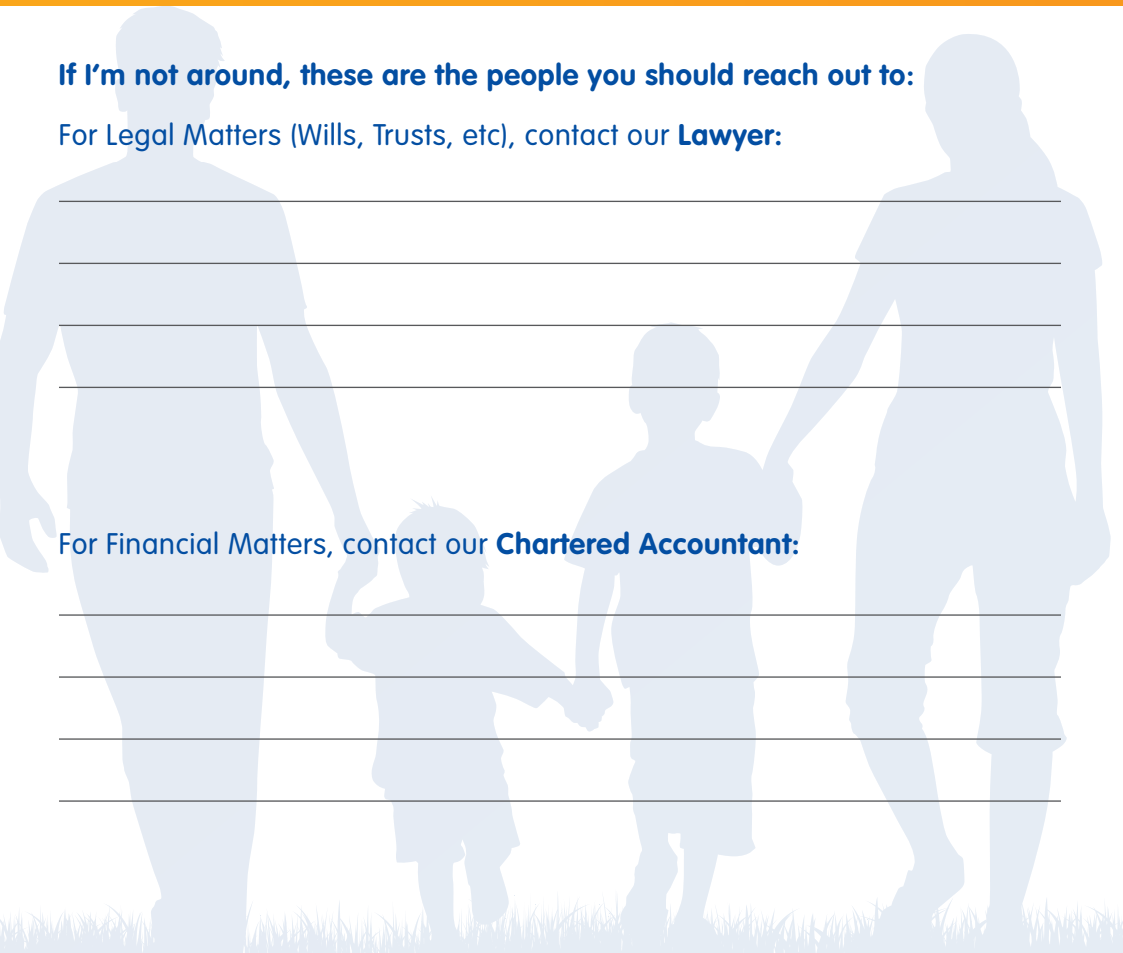 If I’m not around, these are the people you should reach out to:
For Legal Matters (Wills, Trusts, etc), contact our Lawyer:
For Financial Matters, contact our Chartered Accountant: